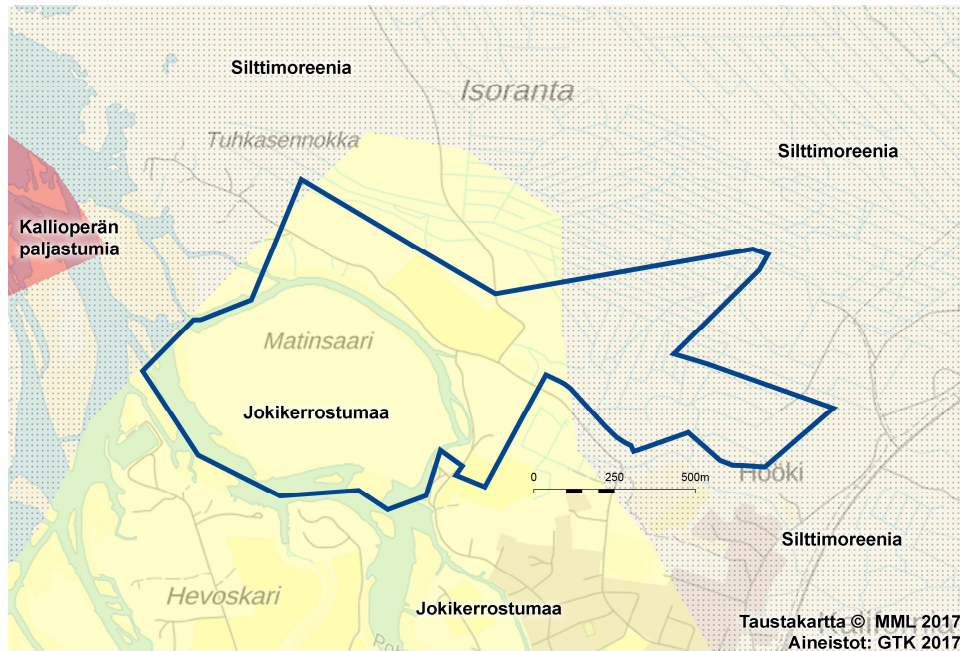 Silttimoreenia
Isoranta
Tuhkasennokka
Silttimoreenia
Kallioperän
paljastumia
Matinsaari
Jokikerrostumaa
0 250 500m
Hööki
Silttimoreenia
Hevoskari
Jokikerrostumaa
Taustakartta © MML 2017
Kalifornia
Aineistot: GTK 2017